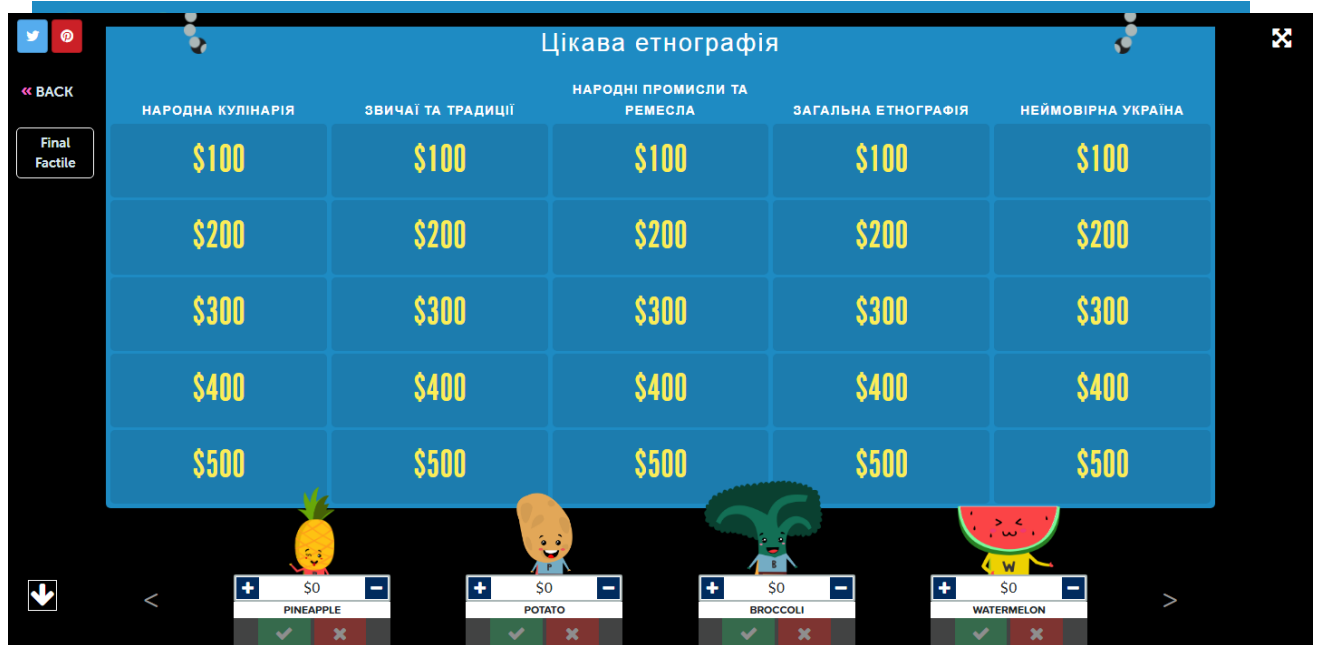 Цікава етнографія
« BACK
Final
Factile
НАРОДНА КУЛІНАРІЯ
ЗВИЧАЇ ТА ТРАДИЦІЇ
НАРОДНІ ПРОМИСЛИ ТА
РЕМЕСЛА
ЗАГАЛЬНА ЕТНОГРАФІЯ
НЕЙМОВІРНА УКРАЇНА
$100 $100 $100 $100 $100
$200 $200 $200 $200 $200
$300 $300 $300 $300 $300
$400 $400 $400 $400 $400
$500 $500 $500 $500 $500
P B W
< + $0 − + $0 − + $0 − + $0 − >
PINEAPPLE POTATO BROCCOLI WATERMELON